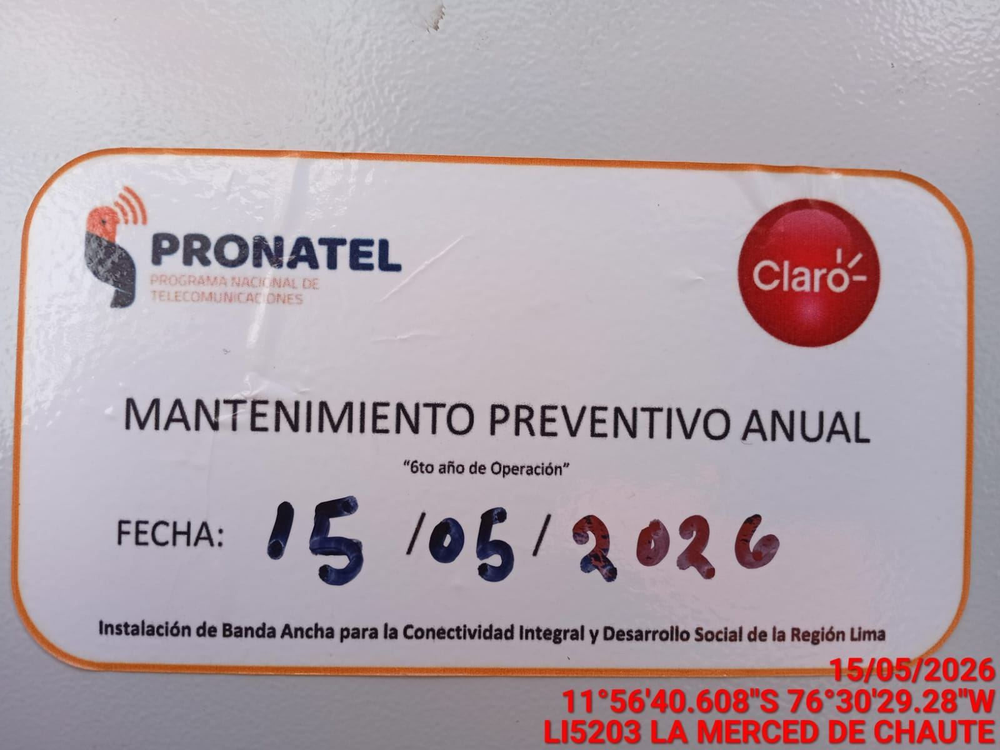 PRONATEL
PROGRAMA NACIONAL DE
TELECOMUNICACIONES
Claro
MANTENIMIENTO PREVENTIVO ANUAL
"6to año de Operación"
FECHA: 15/05/2026
Instalación de Banda Ancha para la Conectividad Integral y Desarrollo Social de la Región Lima
15/05/2026
11°56'40.608"S 76°30'29.28"W
LI5203 LA MERCED DE CHAUTE